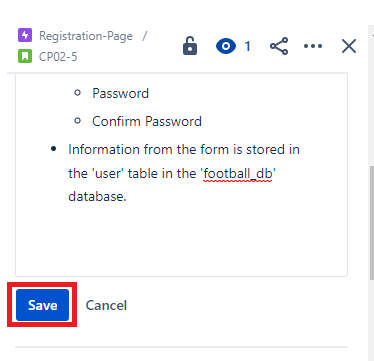 Registration-Page /
CP02-5
1
Password
Confirm Password
Information from the form is stored in
the 'user' table in the 'football_db'
database.
Save Cancel